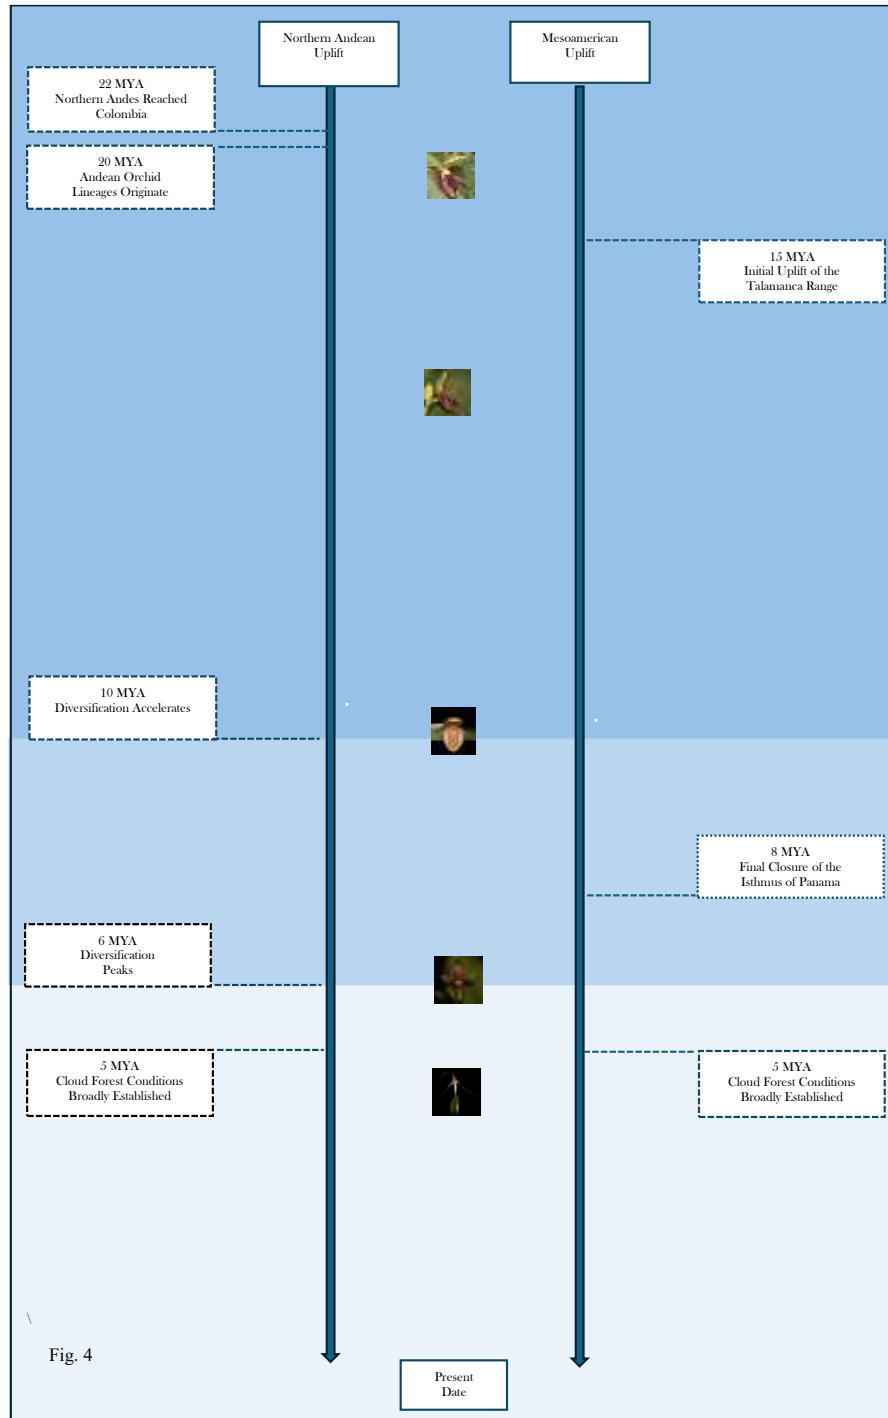 Northern Andean
Uplift
Mesoamerican
Uplift
22 MYA
Northern Andes Reached
Colombia
20 MYA
Andean Orchid
Lineages Originate
15 MYA
Initial Uplift of the
Talamanca Range
10 MYA
Diversification Accelerates
8 MYA
Final Closure of the
Isthmus of Panama
6 MYA
Diversification
Peaks
5 MYA
Cloud Forest Conditions
Broadly Established
5 MYA
Cloud Forest Conditions
Broadly Established
\
Fig. 4
Present
Date